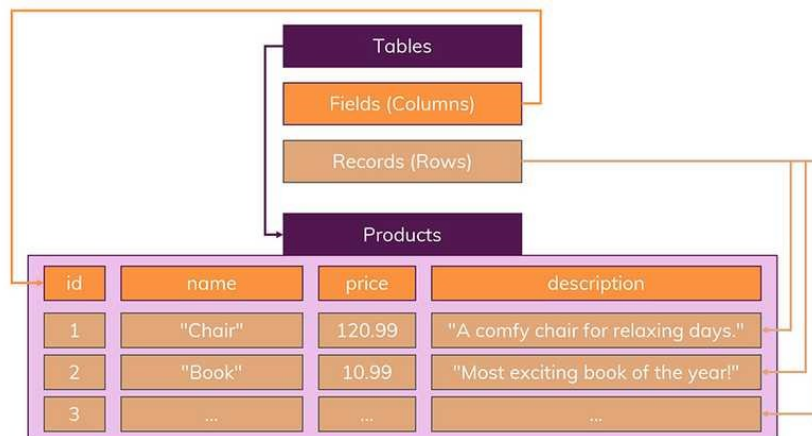 Tables
Fields (Columns)
Records (Rows)
Products
id name price description
1 "Chair" 120.99 "A comfy chair for relaxing days."
2 "Book" 10.99 "Most exciting book of the year!"
3 ... ... ...